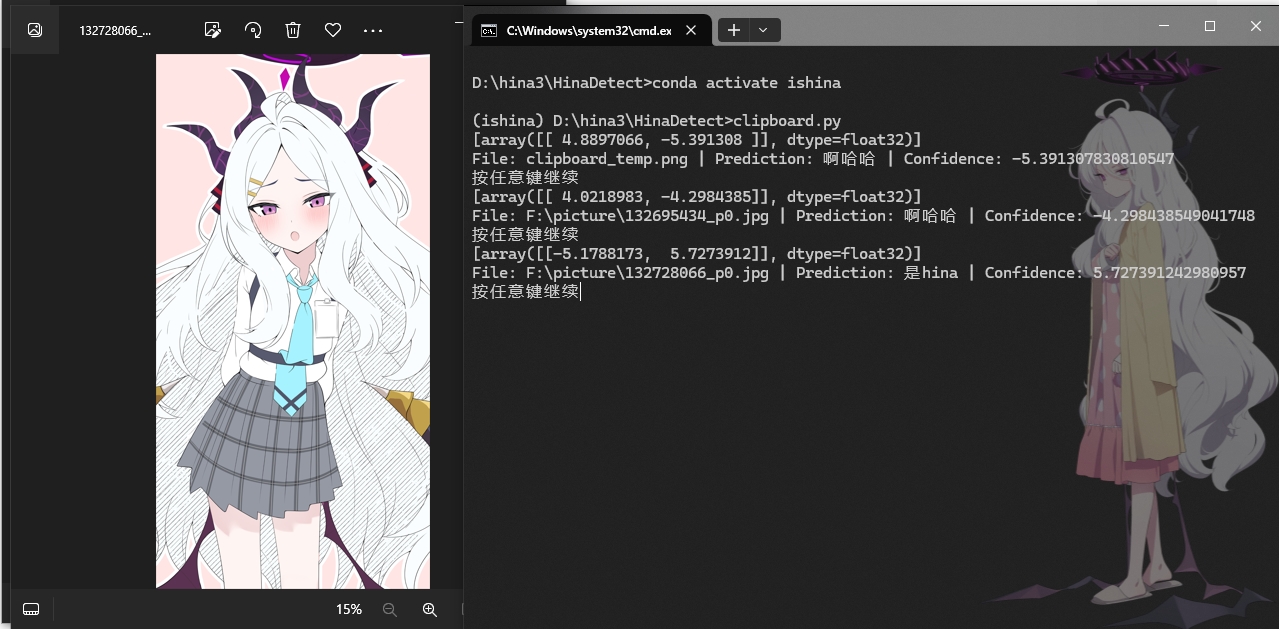 132728066_...
C:\Windows\system32\cmd.ex
D:\hina3\HinaDetect>conda activate ishina
(ishina) D:\hina3\HinaDetect>clipboard.py
[array([[ 4.8897066, -5.391308 ]], dtype=float32)]
File: clipboard_temp.png | Prediction: 啊哈哈 | Confidence: -5.391307830810547
按任意键继续
[array([[ 4.0218983, -4.2984385]], dtype=float32)]
File: F:\picture\132695434_p0.jpg | Prediction: 啊哈哈 | Confidence: -4.298438549041748
按任意键继续
[array([[-5.1788173,  5.7273912]], dtype=float32)]
File: F:\picture\132728066_p0.jpg | Prediction: 是hina | Confidence: 5.727391242980957
按任意键继续
15%